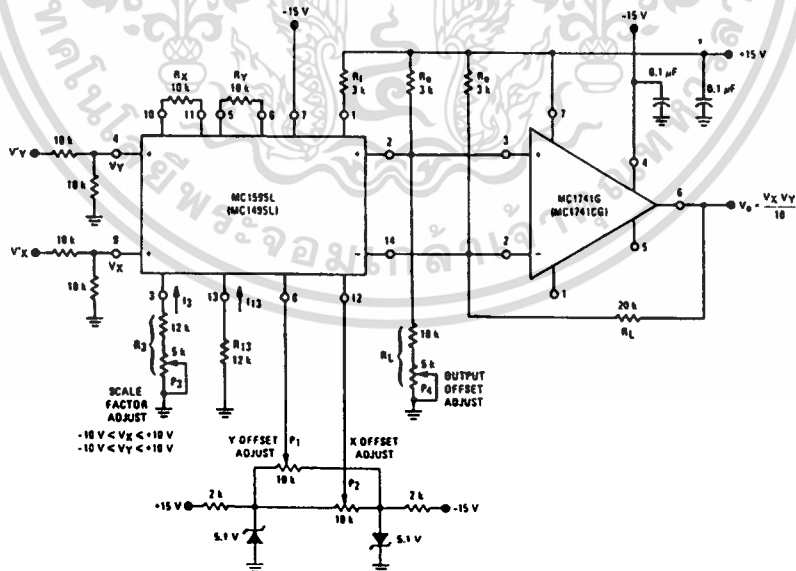 -15 V
-15 V
+15 V
RX
10 k
RY
10 k
R1
3 k
Ro
3 k
Ro
3 k
0.1 µF
0.1 µF
10
11
5
6
7
1
7
4
V'Y
10 k
4
VY
+
10 k
MC1595L
(MC1495L)
+
2
3
+
MC1741G
(MC1741CG)
6
Vo = VX VY
10
V'X
10 k
9
VX
+
10 k
−
14
2
−
5
1
3
I3
13
I13
8
12
20 k
RL
R3
12 k
5 k
P3
R13
12 k
RL
18 k
5 k
P4
OUTPUT
OFFSET
ADJUST
SCALE
FACTOR
ADJUST
-10 V < VX < +10 V
-10 V < VY < +10 V
Y OFFSET
ADJUST
P1
X OFFSET
ADJUST
10 k
P2
+15 V
2 k
10 k
2 k
-15 V
5.1 V
5.1 V